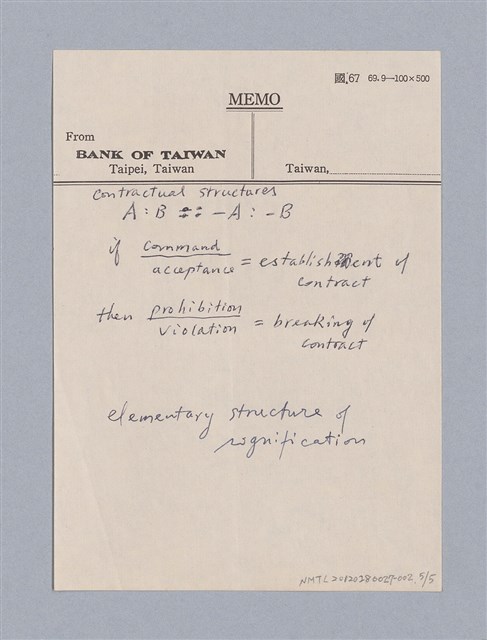 國.67 69.9—100×500
MEMO
From
BANK OF TAIWAN
Taipei, Taiwan
Taiwan,
contractual structures
A : B :: −A : −B
if command
acceptance = establishment of
contract
then prohibition
violation = breaking of
contract
elementary structure of
signification
NMTL20120280027-002. 5/5